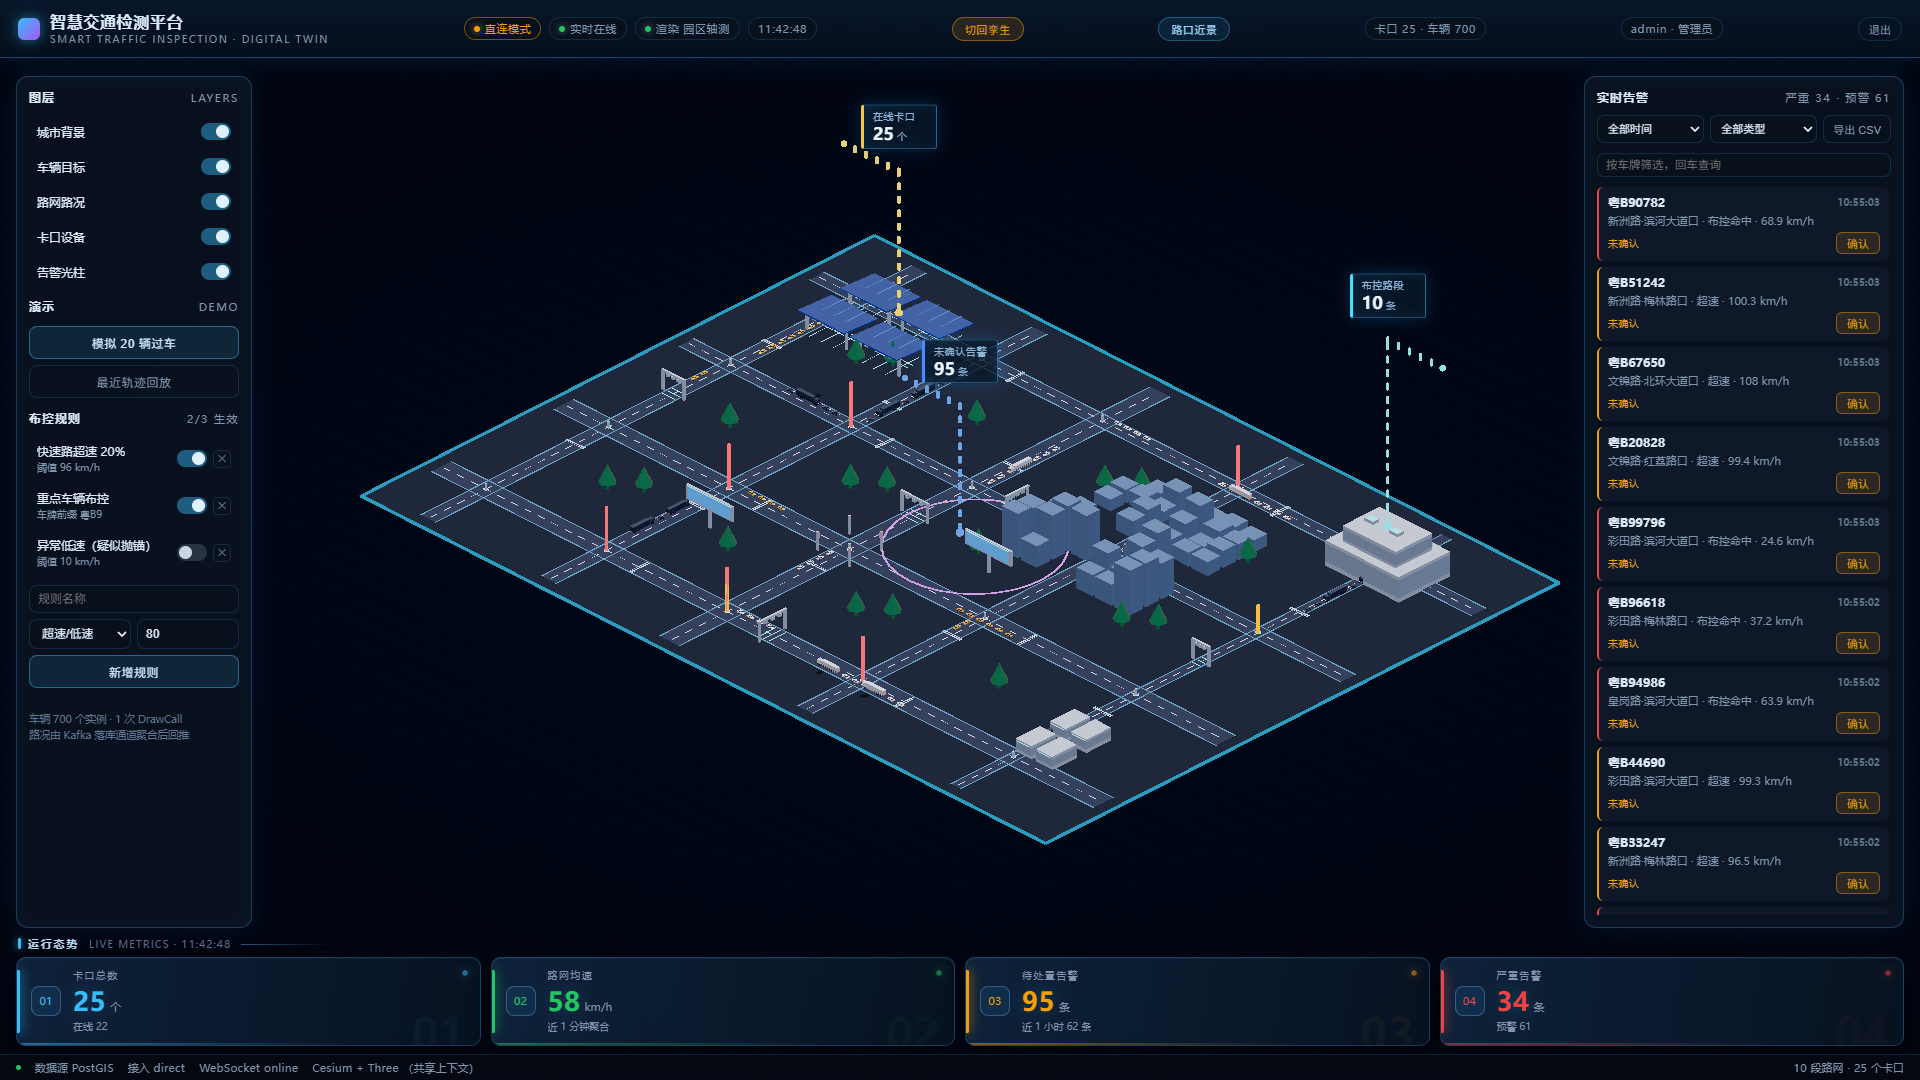 智慧交通检测平台
SMART TRAFFIC INSPECTION · DIGITAL TWIN
直连模式
实时在线
渲染 园区轴测
11:42:48
切回孪生
路口近景
卡口 25 · 车辆 700
admin · 管理员
退出
图层
LAYERS
城市背景
车辆目标
路网路况
卡口设备
告警光柱
演示
DEMO
模拟 20 辆过车
最近轨迹回放
布控规则
2/3 生效
快速路超速 20%
阈值 96 km/h
重点车辆布控
车牌前缀 粤B9
异常低速（疑似抛锚）
阈值 10 km/h
规则名称
超速/低速
80
新增规则
车辆 700 个实例 · 1 次 DrawCall
路况由 Kafka 落库通道聚合后回推
在线卡口
25 个
未确认告警
95 条
布控路段
10 条
实时告警
严重 34 · 预警 61
全部时间
全部类型
导出 CSV
按车牌筛选，回车查询
粤B90782
10:55:03
新洲路·滨河大道口 · 布控命中 · 68.9 km/h
未确认
确认
粤B51242
10:55:03
新洲路·梅林路口 · 超速 · 100.3 km/h
未确认
确认
粤B67650
10:55:03
文锦路·北环大道口 · 超速 · 108 km/h
未确认
确认
粤B20828
10:55:03
文锦路·红荔路口 · 超速 · 99.4 km/h
未确认
确认
粤B99796
10:55:03
彩田路·滨河大道口 · 布控命中 · 24.6 km/h
未确认
确认
粤B96618
10:55:02
彩田路·梅林路口 · 布控命中 · 37.2 km/h
未确认
确认
粤B94986
10:55:02
皇岗路·滨河大道口 · 布控命中 · 63.9 km/h
未确认
确认
粤B44690
10:55:02
彩田路·滨河大道口 · 超速 · 99.3 km/h
未确认
确认
粤B33247
10:55:02
新洲路·梅林路口 · 超速 · 96.5 km/h
未确认
确认
运行态势
LIVE METRICS · 11:42:48
01
卡口总数
25 个
在线 22
01
02
路网均速
58 km/h
近 1 分钟聚合
02
03
待处置告警
95 条
近 1 小时 62 条
03
04
严重告警
34 条
预警 61
04
数据源 PostGIS
接入 direct
WebSocket online
Cesium + Three （共享上下文）
10 段路网 · 25 个卡口